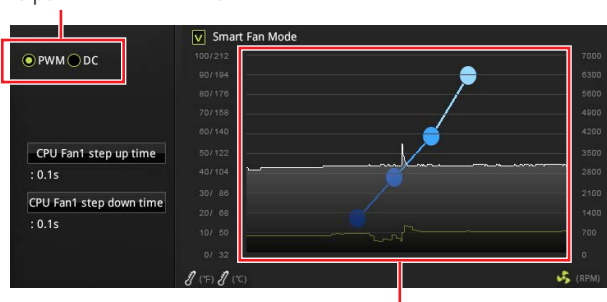 PWM DC
CPU Fan1 step up time
: 0.1s
CPU Fan1 step down time
: 0.1s
V Smart Fan Mode
100/212 7000
90/194 6300
80/176 5600
70/158 4900
60/140 4200
50/122 3500
40/104 2800
30/ 86 2100
20/ 68 1400
10/ 50 700
0/ 32 0
(°F) (°C) (RPM)